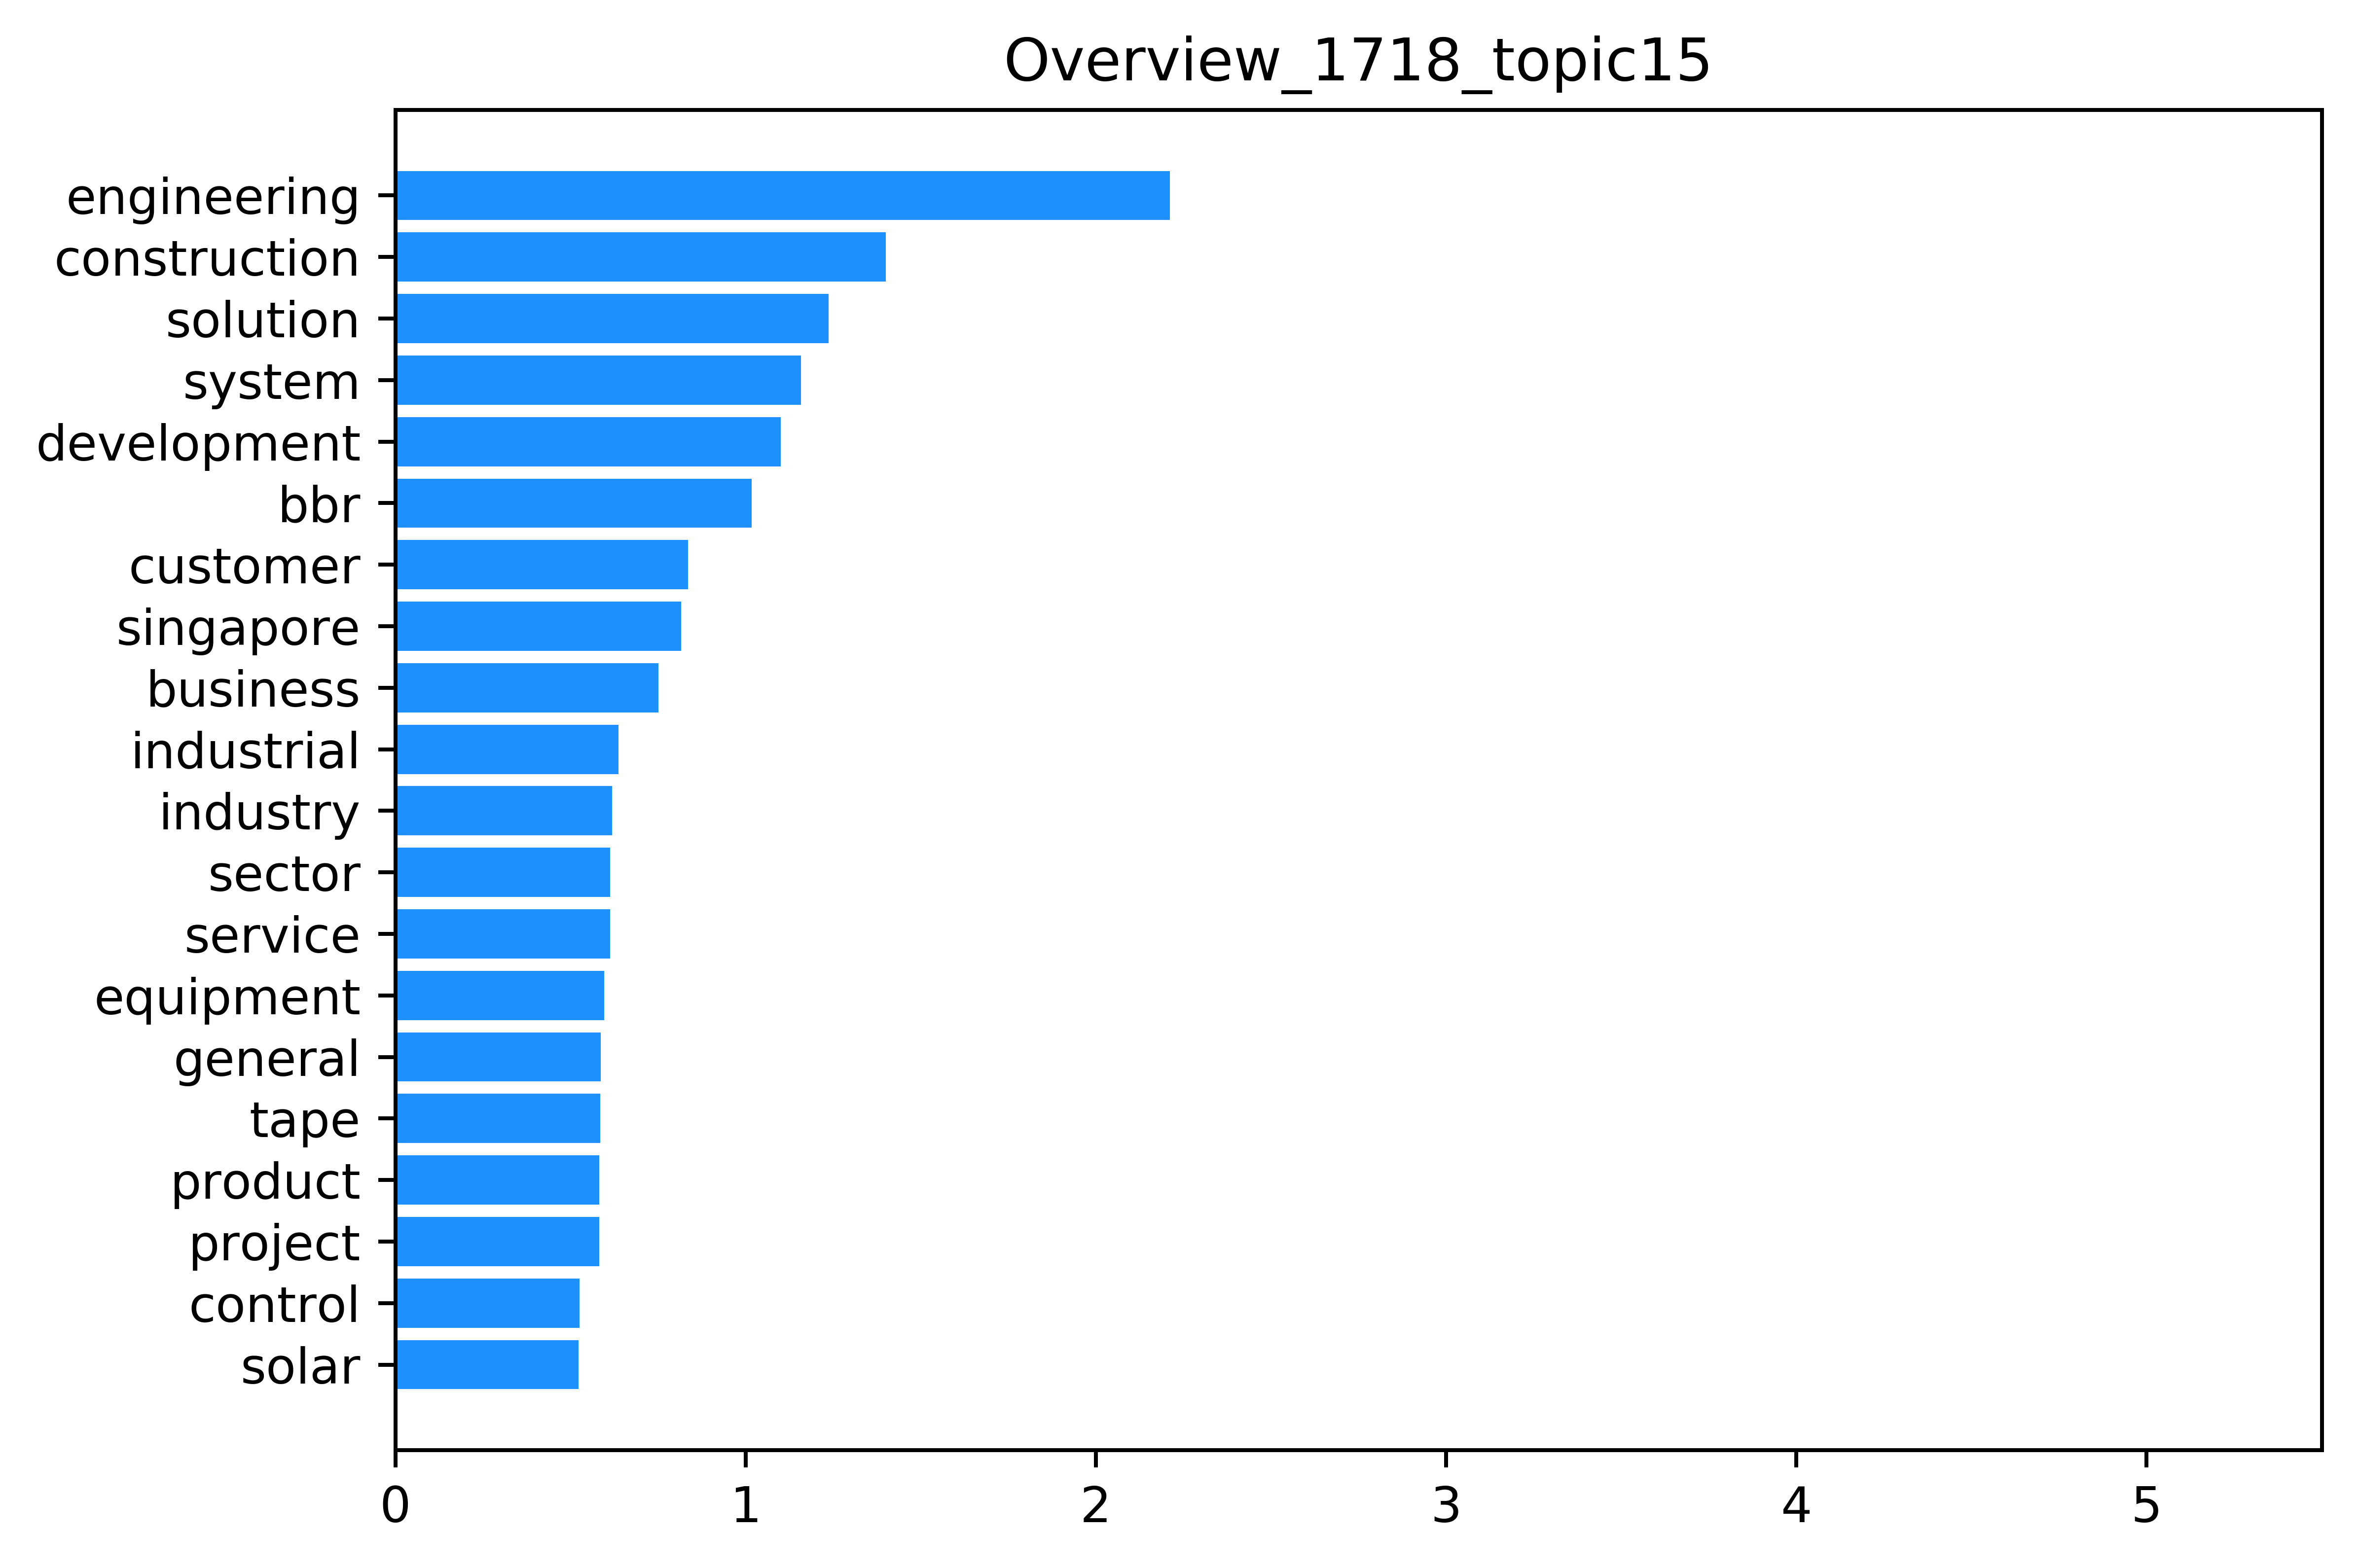 Overview_1718_topic15
engineering
construction
solution
system
development
bbr
customer
singapore
business
industrial
industry
sector
service
equipment
general
tape
product
project
control
solar
0 1 2 3 4 5